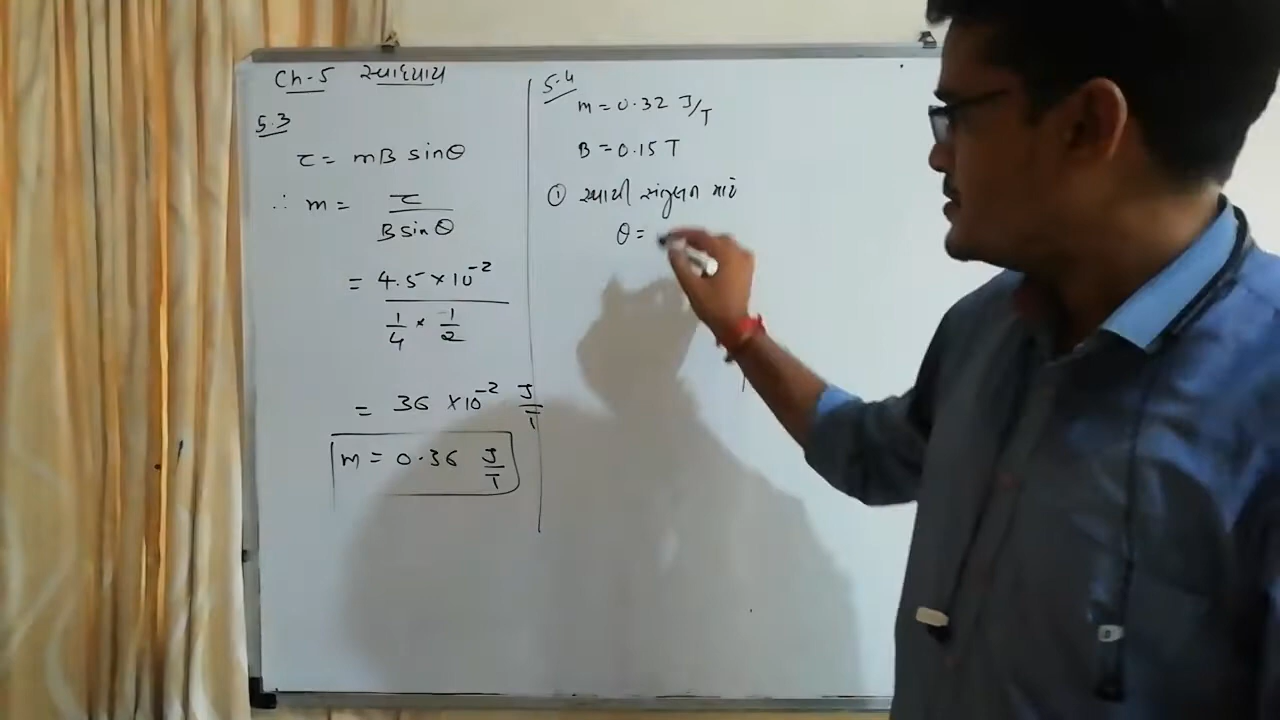 Ch-5 સ્વાધ્યાય
5.3
τ = mB sinθ
∴ m = τ / B sinθ
= 4.5 × 10⁻² / 1/4 × 1/2
= 36 × 10⁻² J/T
m = 0.36 J/T
5.4
m = 0.32 J/T
B = 0.15 T
① સ્થાયી સંતુલન માટે
θ =